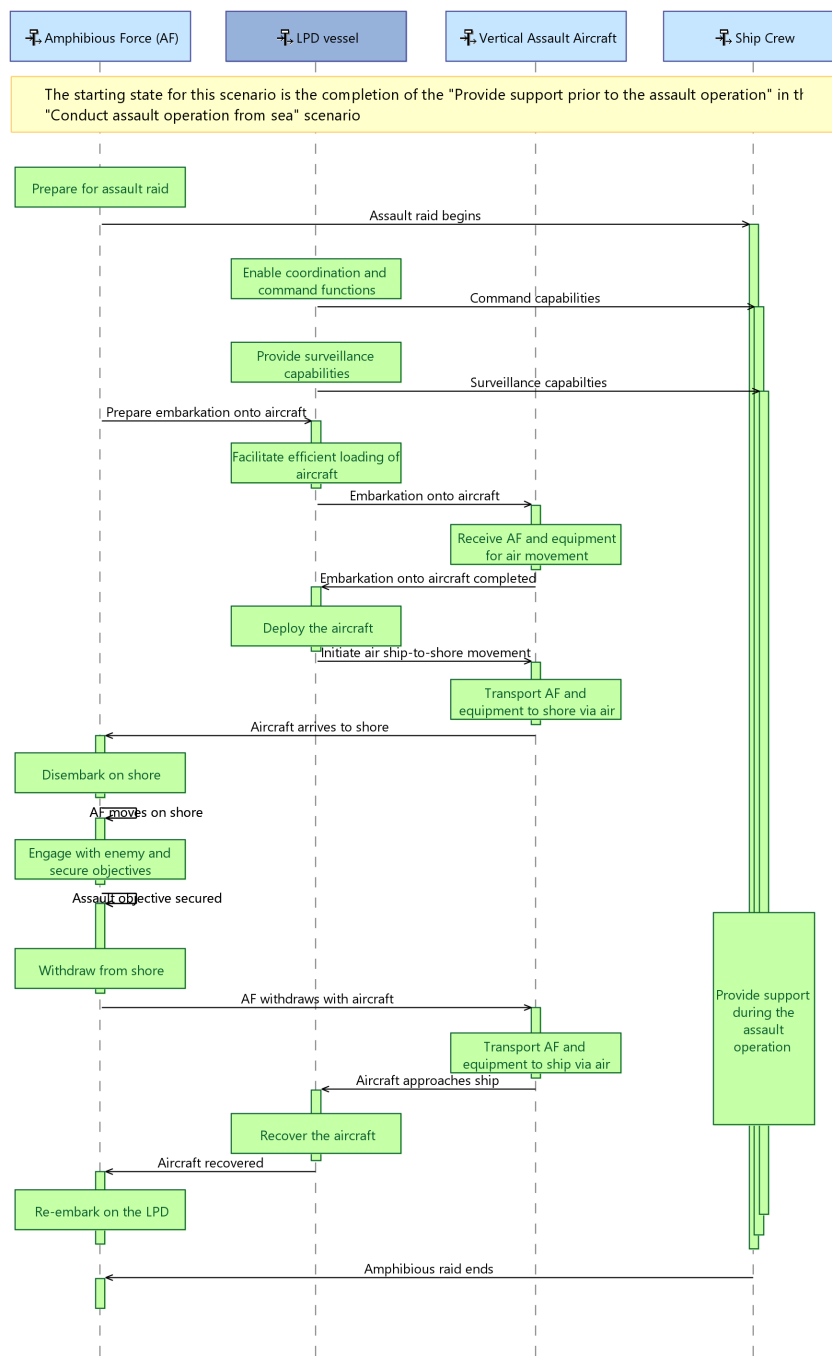 Amphibious Force (AF)
LPD vessel
Vertical Assault Aircraft
Ship Crew
The starting state for this scenario is the completion of the "Provide support prior to the assault operation" in
"Conduct assault operation from sea" scenario
Prepare for assault raid
Assault raid begins
Enable coordination and
command functions
Command capabilities
Provide surveillance
capabilities
Surveillance capabilties
Prepare embarkation onto aircraft
Facilitate efficient loading of
aircraft
Embarkation onto aircraft
Receive AF and equipment
for air movement
Embarkation onto aircraft completed
Deploy the aircraft
Initiate air ship-to-shore movement
Transport AF and
equipment to shore via air
Aircraft arrives to shore
Disembark on shore
AF moves on shore
Engage with enemy and
secure objectives
Assault objective secured
Withdraw from shore
Provide support
during the
assault
operation
AF withdraws with aircraft
Transport AF and
equipment to ship via air
Aircraft approaches ship
Recover the aircraft
Aircraft recovered
Re-embark on the LPD
Amphibious raid ends